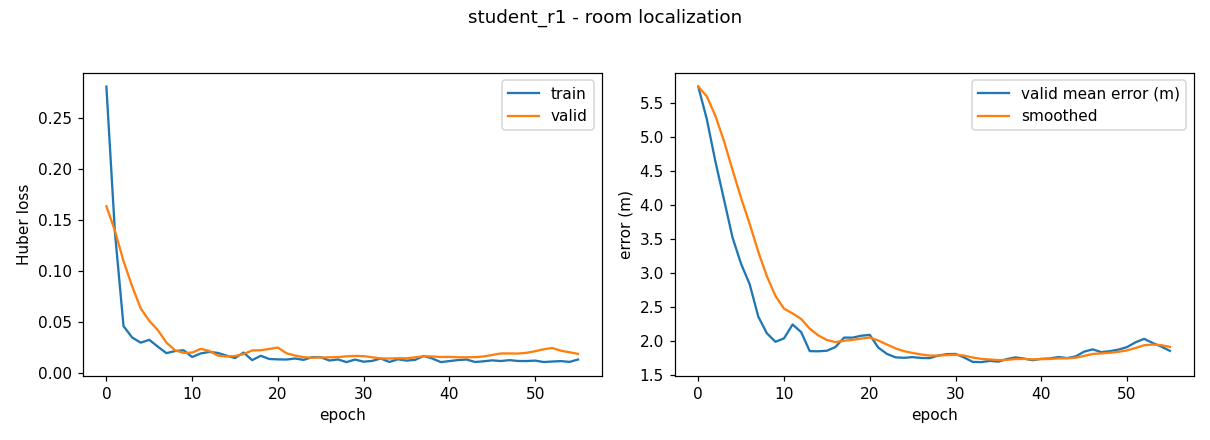 student_r1 - room localization
train
valid
0.25
0.20
0.15
0.10
0.05
0.00
Huber loss
0 10 20 30 40 50
epoch
valid mean error (m)
smoothed
5.5
5.0
4.5
4.0
3.5
3.0
2.5
2.0
1.5
error (m)
0 10 20 30 40 50
epoch